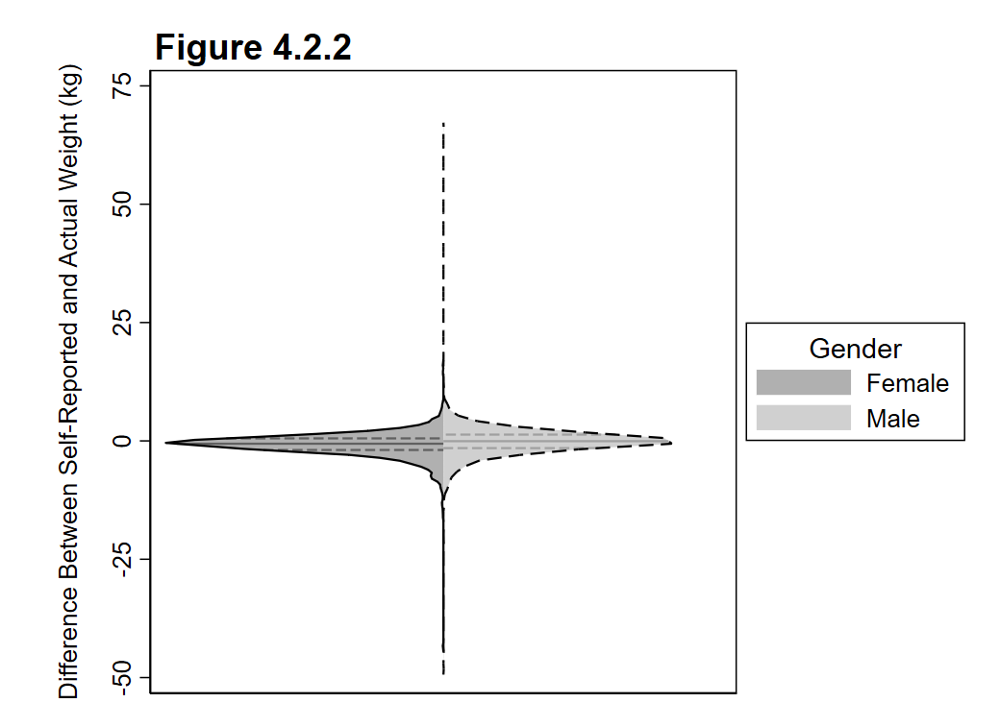 Figure 4.2.2
Difference Between Self-Reported and Actual Weight (kg)
75
50
25
0
-25
-50
Gender
Female
Male